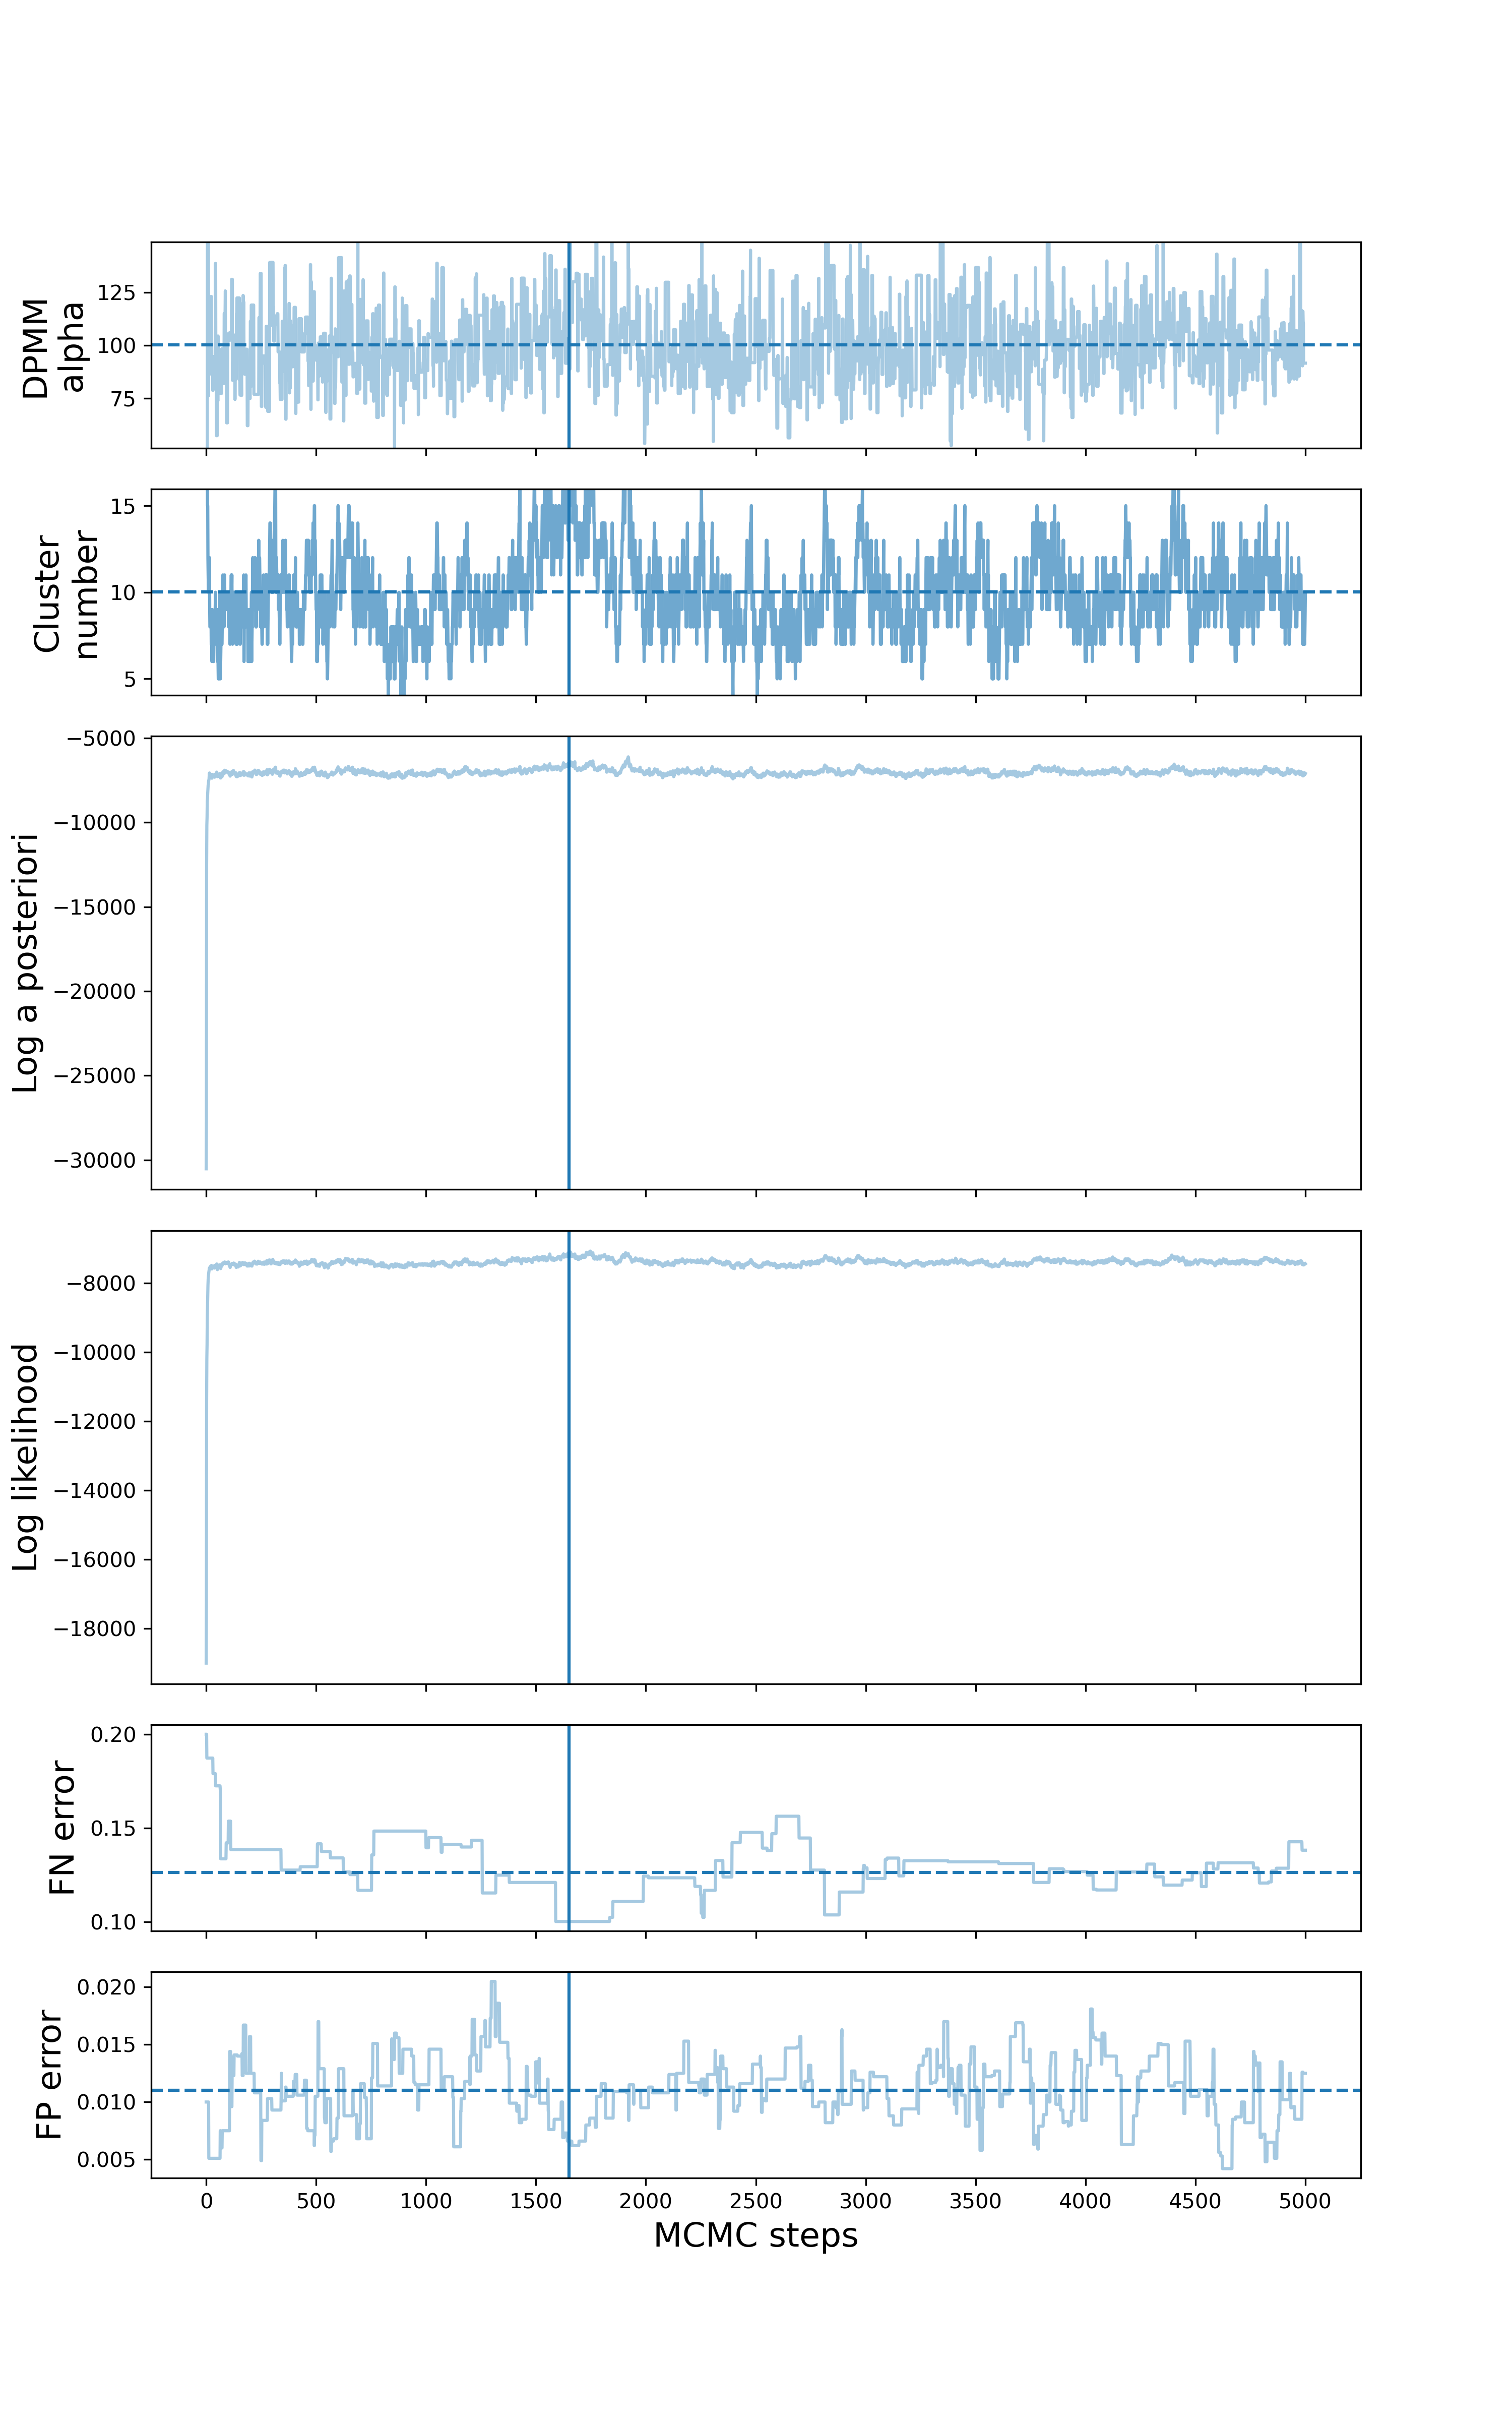 DPMM
alpha
125
100
75
Cluster
number
15
10
5
Log a posteriori
−5000
−10000
−15000
−20000
−25000
−30000
Log likelihood
−8000
−10000
−12000
−14000
−16000
−18000
FN error
0.20
0.15
0.10
FP error
0.020
0.015
0.010
0.005
0 500 1000 1500 2000 2500 3000 3500 4000 4500 5000
MCMC steps